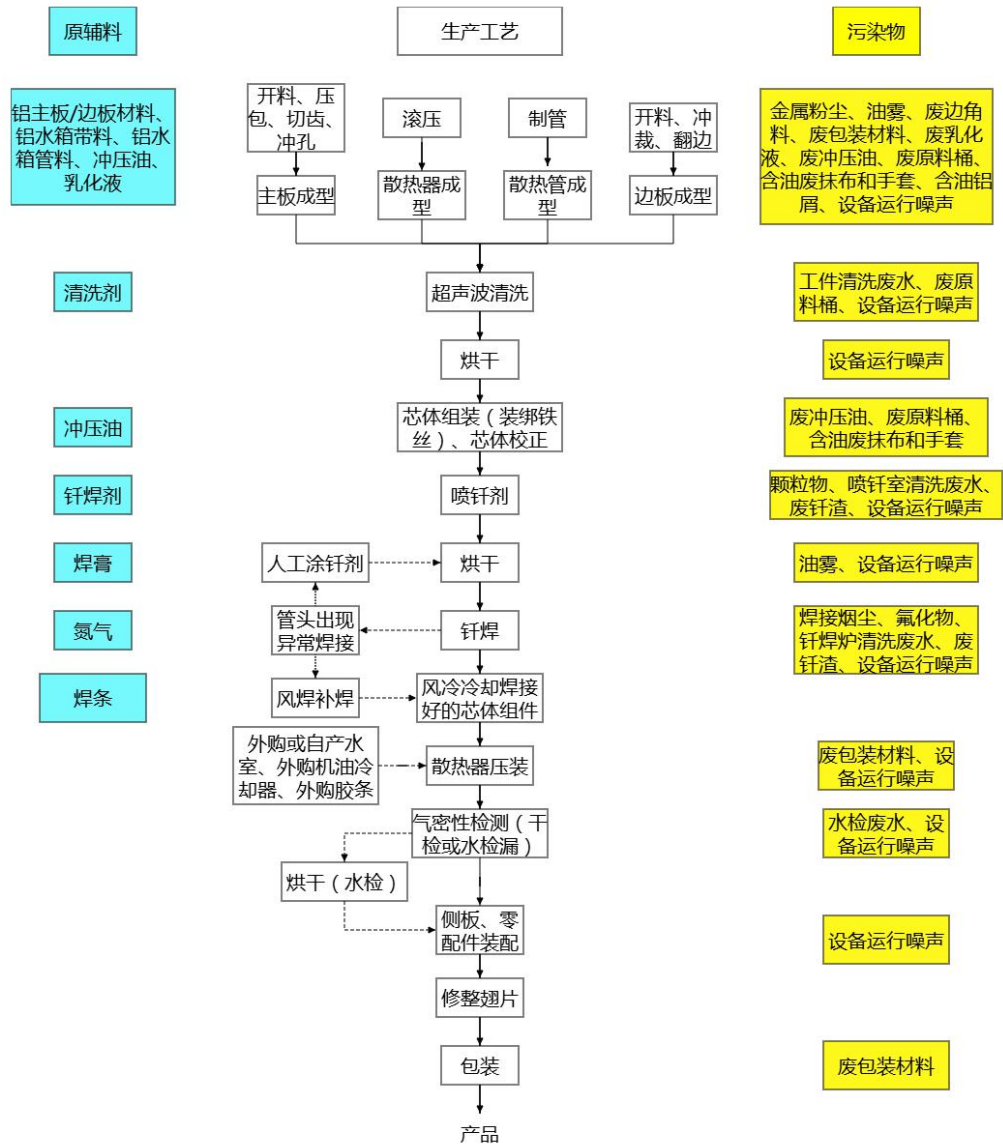 原辅料
生产工艺
污染物
铝主板/边板材料、
铝水箱带料、铝水
箱管料、冲压油、
乳化液
开料、压
包、切齿、
冲孔
滚压
制管
开料、冲
裁、翻边
主板成型
散热器成
型
散热管成
型
边板成型
金属粉尘、油雾、废边角
料、废包装材料、废乳化
液、废冲压油、废原料桶、
含油废抹布和手套、含油铝
屑、设备运行噪声
清洗剂
超声波清洗
工件清洗废水、废原
料桶、设备运行噪声
烘干
设备运行噪声
冲压油
芯体组装（装绑铁
丝）、芯体校正
废冲压油、废原料桶、
含油废抹布和手套
钎焊剂
喷钎剂
颗粒物、喷钎室清洗废水、
废钎渣、设备运行噪声
焊膏
人工涂钎剂
烘干
油雾、设备运行噪声
氮气
管头出现
异常焊接
钎焊
焊接烟尘、氟化物、
钎焊炉清洗废水、废
钎渣、设备运行噪声
焊条
风焊补焊
风冷冷却焊接
好的芯体组件
外购或自产水
室、外购机油冷
却器、外购胶条
散热器压装
废包装材料、设
备运行噪声
气密性检测（干
检或水检漏）
水检废水、设
备运行噪声
烘干（水检）
侧板、零
配件装配
设备运行噪声
修整翅片
包装
废包装材料
产品